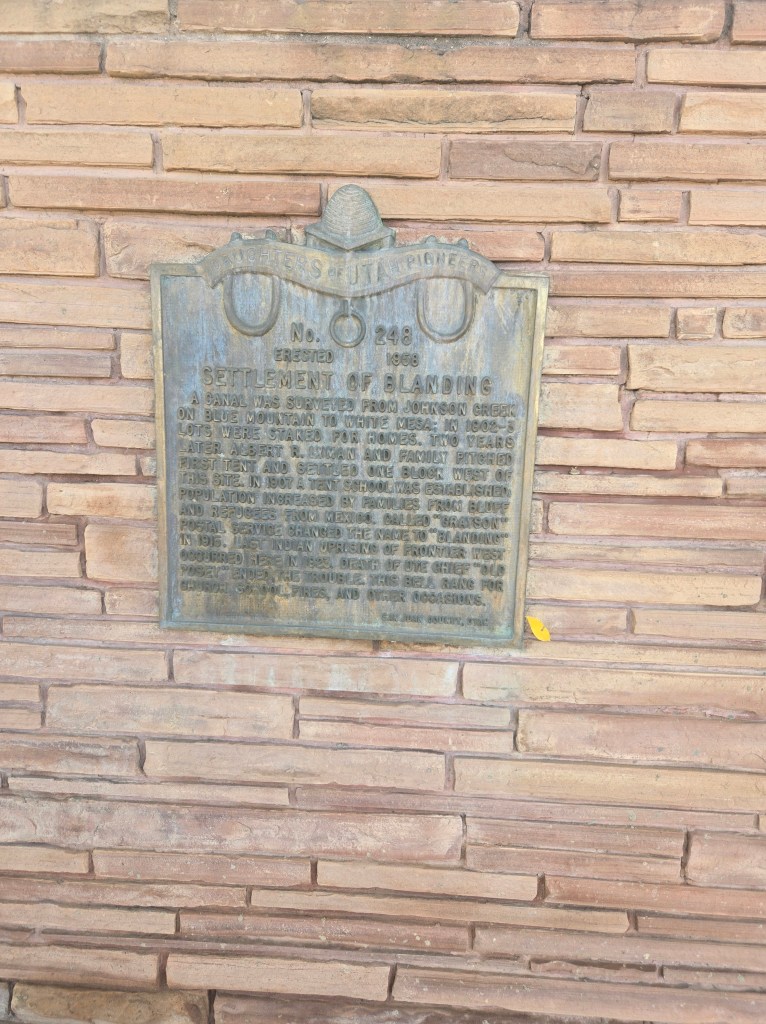 DAUGHTERS OF UTAH PIONEERS
No. 248
ERECTED 1958
SETTLEMENT OF BLANDING
A CANAL WAS SURVEYED FROM JOHNSON CREEK
ON BLUE MOUNTAIN TO WHITE MESA; IN 1902-3
LOTS WERE STAKED FOR HOMES. TWO YEARS
LATER, ALBERT R. LYMAN AND FAMILY PITCHED
FIRST TENT AND SETTLED ONE BLOCK WEST OF
THIS SITE. IN 1907 A TENT SCHOOL WAS ESTABLISHED.
POPULATION INCREASED BY FAMILIES FROM BLUFF
AND REFUGEES FROM MEXICO. CALLED "GRAYSON"
POSTAL SERVICE CHANGED THE NAME TO "BLANDING"
IN 1915. LAST INDIAN UPRISING OF FRONTIER WEST
OCCURRED HERE IN 1923. DEATH OF UTE CHIEF "OLD
POSEY" ENDED THE TROUBLE. THIS BELL RANG FOR
CHURCH, SCHOOL, FIRES, AND OTHER OCCASIONS.
SAN JUAN COUNTY, UTAH